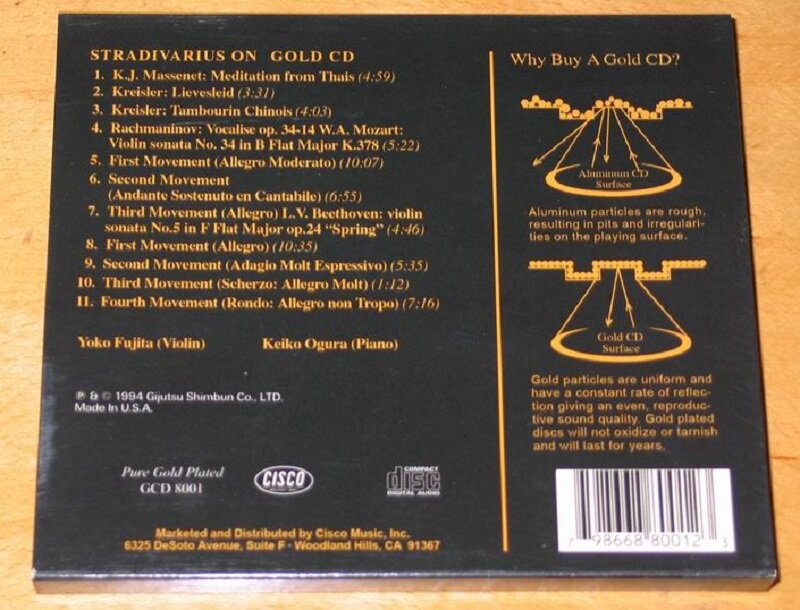 STRADIVARIUS ON GOLD CD
1. K.J. Massenet: Meditation from Thais (4:59)
2. Kreisler: Lievesleid (3:31)
3. Kreisler: Tambourin Chinois (4:03)
4. Rachmaninov: Vocalise op. 34-14 W.A. Mozart:
Violin sonata No. 34 in B Flat Major K.378 (5:22)
5. First Movement (Allegro Moderato) (10:07)
6. Second Movement
(Andante Sostenuto en Cantabile) (6:55)
7. Third Movement (Allegro) L.V. Beethoven: violin
sonata No.5 in F Flat Major op.24 “Spring” (4:46)
8. First Movement (Allegro) (10:35)
9. Second Movement (Adagio Molt Espressivo) (5:35)
10. Third Movement (Scherzo: Allegro Molt) (1:12)
11. Fourth Movement (Rondo: Allegro non Tropo) (7:16)
Yoko Fujita (Violin) Keiko Ogura (Piano)
℗ & © 1994 Gijutsu Shimbun Co., LTD.
Made In U.S.A.
Pure Gold Plated
GCD 8001
CISCO
COMPACT
disc
DIGITAL AUDIO
Marketed and Distributed by Cisco Music, Inc.
6325 DeSoto Avenue, Suite F · Woodland Hills, CA 91367
Why Buy A Gold CD?
Aluminum CD
Surface
Aluminum particles are rough,
resulting in pits and irregulari-
ties on the playing surface.
Gold CD
Surface
Gold particles are uniform and
have a constant rate of reflec-
tion giving an even, reproduc-
tive sound quality. Gold plated
discs will not oxidize or tarnish
and will last for years.
7 98668 80012 3